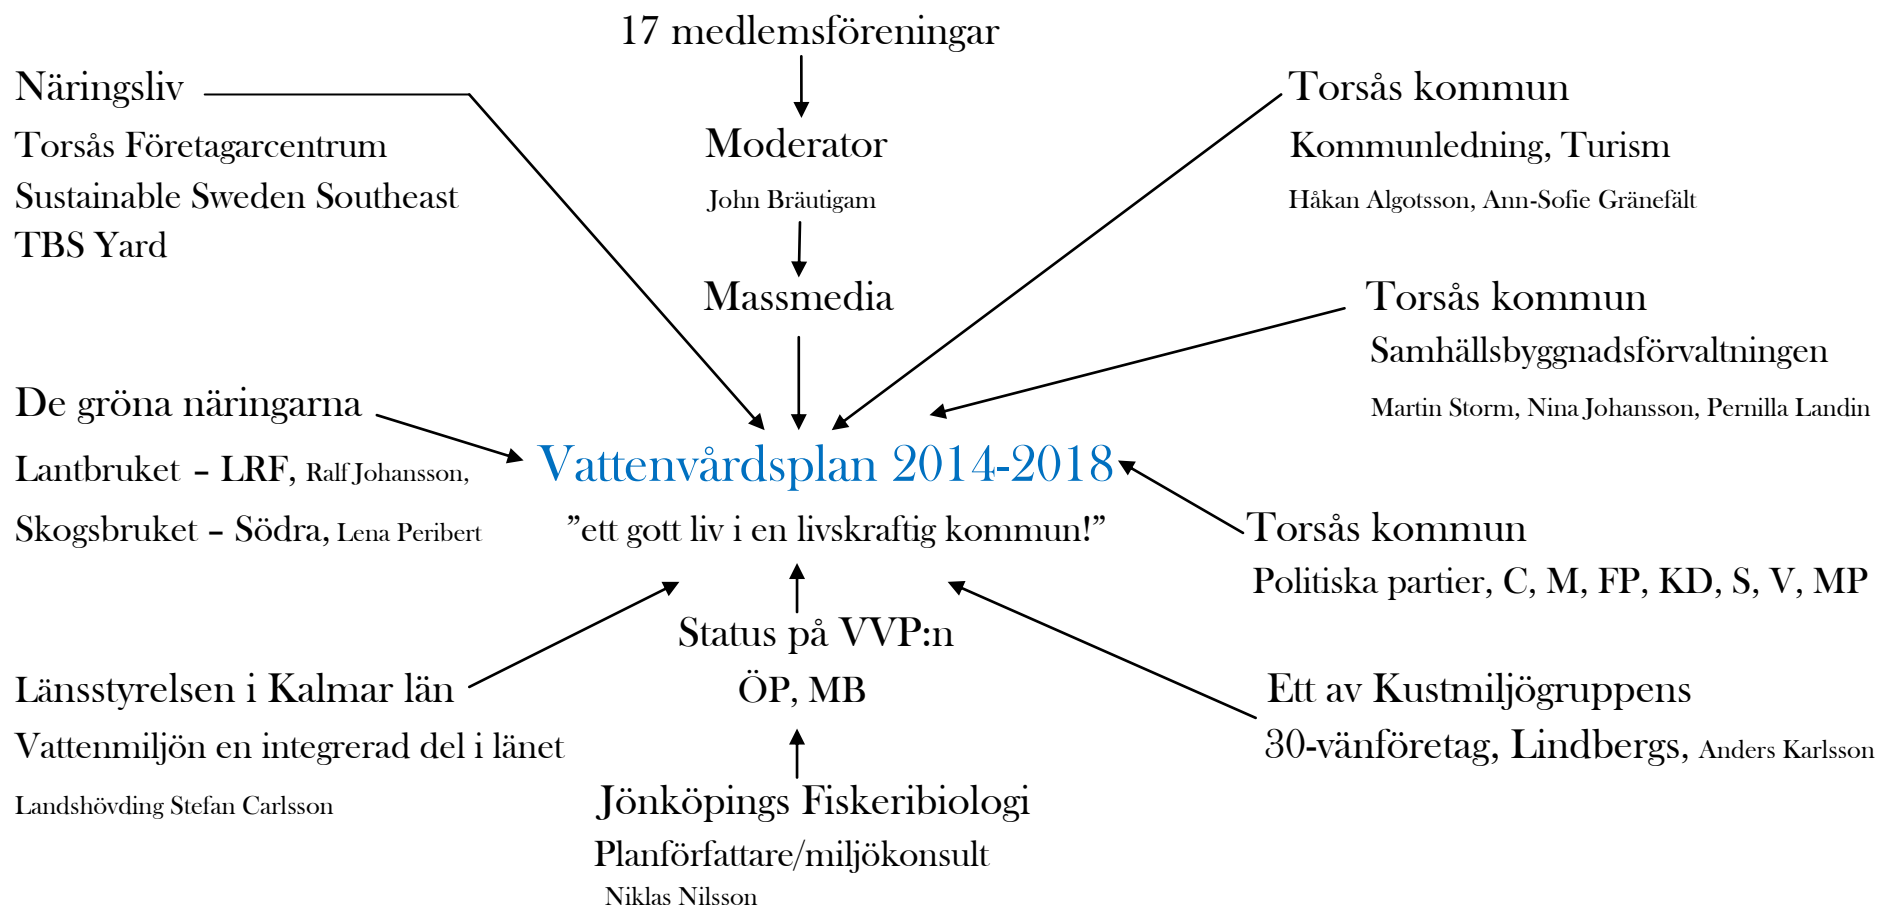 17 medlemsföreningar
Näringsliv
Torsås Företagarcentrum
Sustainable Sweden Southeast
TBS Yard
Moderator
John Bräutigam
Massmedia
Torsås kommun
Kommunledning, Turism
Håkan Algotsson, Ann-Sofie Gränefält
Torsås kommun
Samhällsbyggnadsförvaltningen
Martin Storm, Nina Johansson, Pernilla Landin
De gröna näringarna
Lantbruket – LRF, Ralf Johansson,
Skogsbruket – Södra, Lena Peribert
Vattenvårdsplan 2014-2018
”ett gott liv i en livskraftig kommun!”
Torsås kommun
Politiska partier, C, M, FP, KD, S, V, MP
Status på VVP:n
ÖP, MB
Länsstyrelsen i Kalmar län
Vattenmiljön en integrerad del i länet
Landshövding Stefan Carlsson
Jönköpings Fiskeribiologi
Planförfattare/miljökonsult
Niklas Nilsson
Ett av Kustmiljögruppens
30-vänföretag, Lindbergs, Anders Karlsson